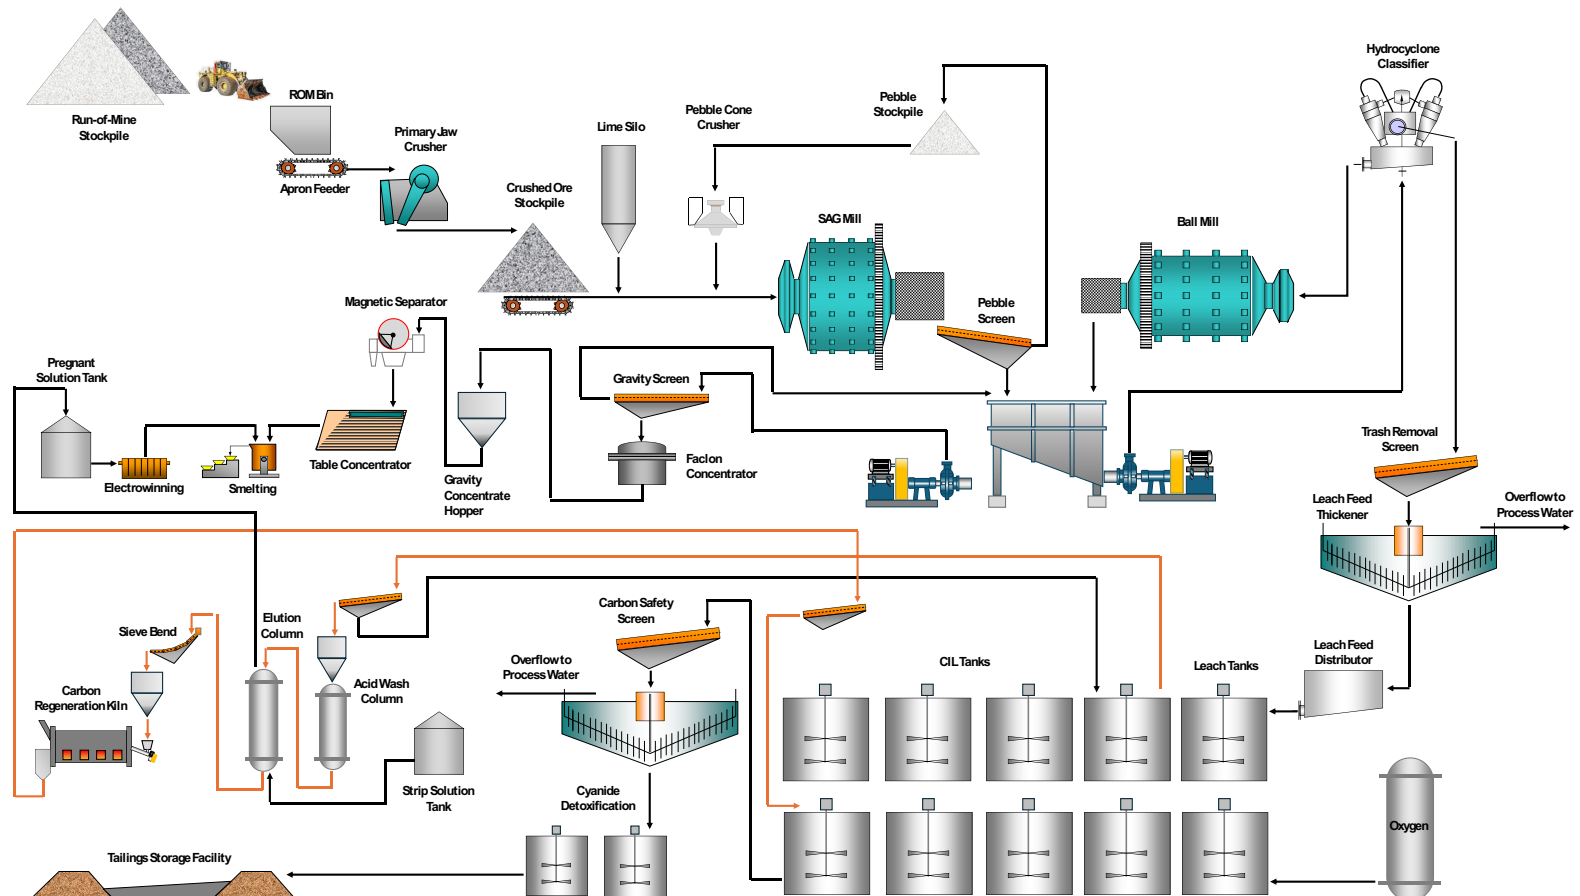 Hydrocyclone
Classifier
ROM Bin
Run-of-Mine
Stockpile
Primary Jaw
Crusher
Apron Feeder
Lime Silo
Pebble Cone
Crusher
Pebble
Stockpile
Crushed Ore
Stockpile
SAG Mill
Ball Mill
Magnetic Separator
Pebble
Screen
Pregnant
Solution Tank
Gravity Screen
Table Concentrator
Electrowinning
Smelting
Gravity
Concentrate
Hopper
Faclon
Concentrator
Trash Removal
Screen
Leach Feed
Thickener
Overflow to
Process Water
Sieve Bend
Elution
Column
Carbon Safety
Screen
Overflow to
Process Water
Acid Wash
Column
Carbon
Regeneration Kiln
CIL Tanks
Leach Tanks
Leach Feed
Distributor
Strip Solution
Tank
Cyanide
Detoxification
Oxygen
Tailings Storage Facility